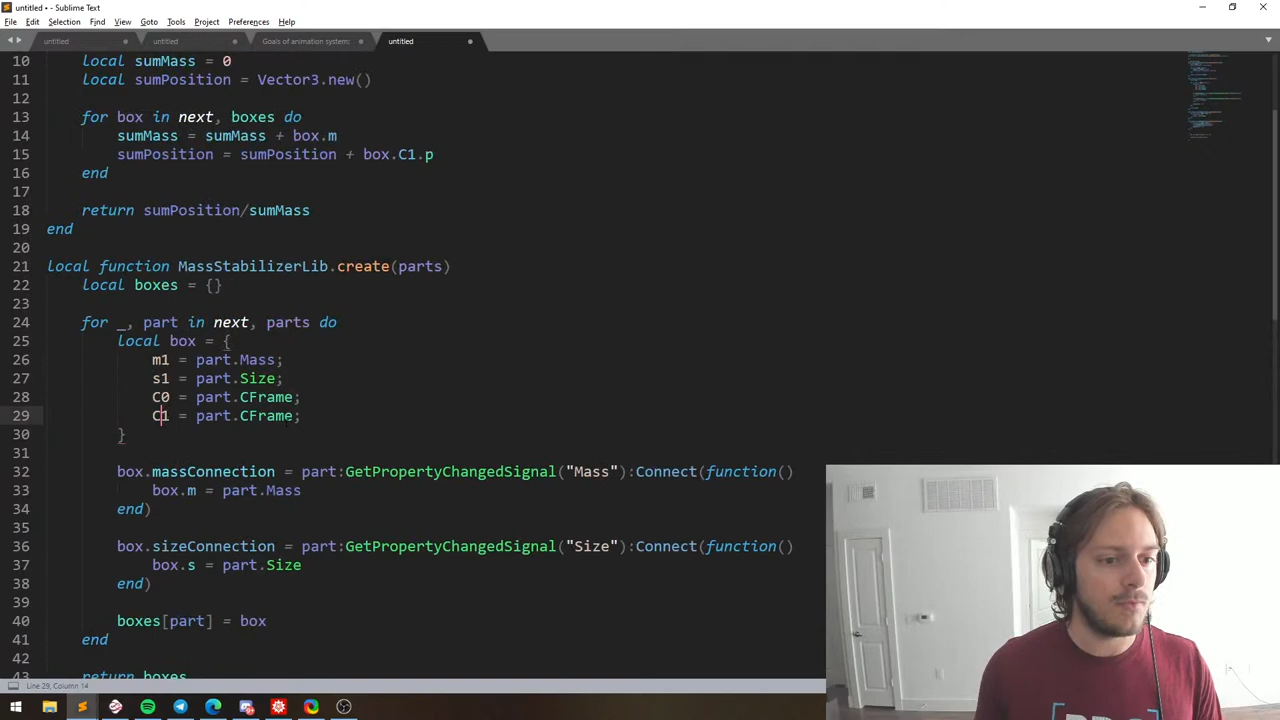 untitled • - Sublime Text
File Edit Selection Find View Goto Tools Project Preferences Help
untitled untitled Goals of animation system: untitled
10 local sumMass = 0
11 local sumPosition = Vector3.new()
12
13 for box in next, boxes do
14 sumMass = sumMass + box.m
15 sumPosition = sumPosition + box.C1.p
16 end
17
18 return sumPosition/sumMass
19 end
20
21 local function MassStabilizerLib.create(parts)
22 local boxes = {}
23
24 for _, part in next, parts do
25 local box = {
26 m1 = part.Mass;
27 s1 = part.Size;
28 C0 = part.CFrame;
29 C1 = part.CFrame;
30 }
31
32 box.massConnection = part:GetPropertyChangedSignal("Mass"):Connect(function()
33 box.m = part.Mass
34 end)
35
36 box.sizeConnection = part:GetPropertyChangedSignal("Size"):Connect(function()
37 box.s = part.Size
38 end)
39
40 boxes[part] = box
41 end
42
43 return boxes
Line 29, Column 14